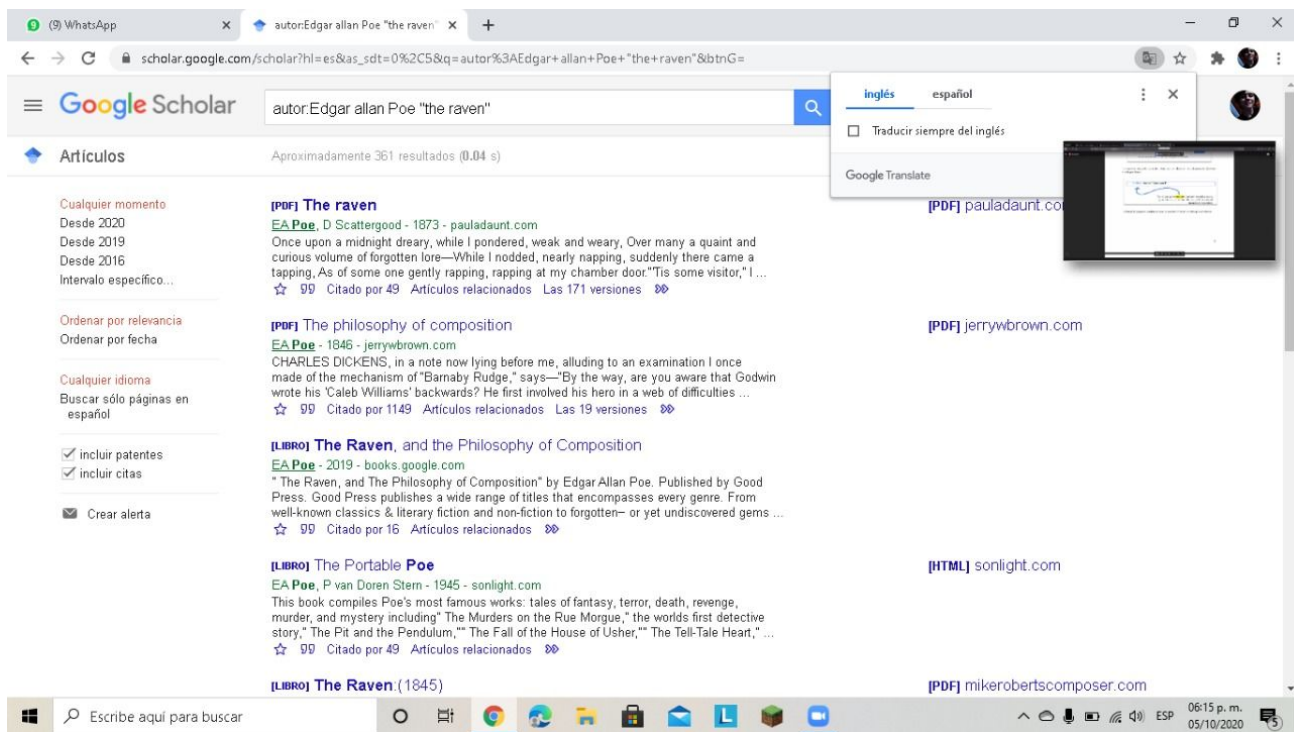 (9) WhatsApp
autor:Edgar allan Poe "the raven"
scholar.google.com/scholar?hl=es&as_sdt=0%2C5&q=autor%3AEdgar+allan+Poe+"the+raven"&btnG=
inglés español
Traducir siempre del inglés
Google Translate
Google Scholar
autor:Edgar allan Poe "the raven"
Artículos
Aproximadamente 361 resultados (0.04 s)
Cualquier momento
Desde 2020
Desde 2019
Desde 2016
Intervalo específico...
Ordenar por relevancia
Ordenar por fecha
Cualquier idioma
Buscar sólo páginas en
español
incluir patentes
incluir citas
Crear alerta
[PDF] The raven
EA Poe, D Scattergood - 1873 - pauladaunt.com
Once upon a midnight dreary, while I pondered, weak and weary, Over many a quaint and
curious volume of forgotten lore—While I nodded, nearly napping, suddenly there came a
tapping, As of some one gently rapping, rapping at my chamber door."'Tis some visitor," I ...
Citado por 49 Artículos relacionados Las 171 versiones
[PDF] pauladaunt.co
[PDF] The philosophy of composition
EA Poe - 1846 - jerrywbrown.com
CHARLES DICKENS, in a note now lying before me, alluding to an examination I once
made of the mechanism of "Barnaby Rudge," says—"By the way, are you aware that Godwin
wrote his 'Caleb Williams' backwards? He first involved his hero in a web of difficulties ...
Citado por 1149 Artículos relacionados Las 19 versiones
[PDF] jerrywbrown.com
[LIBRO] The Raven, and the Philosophy of Composition
EA Poe - 2019 - books.google.com
" The Raven, and The Philosophy of Composition" by Edgar Allan Poe. Published by Good
Press. Good Press publishes a wide range of titles that encompasses every genre. From
well-known classics & literary fiction and non-fiction to forgotten− or yet undiscovered gems ...
Citado por 16 Artículos relacionados
[LIBRO] The Portable Poe
EA Poe, P van Doren Stern - 1945 - sonlight.com
This book compiles Poe's most famous works: tales of fantasy, terror, death, revenge,
murder, and mystery including" The Murders on the Rue Morgue," the worlds first detective
story," The Pit and the Pendulum,"" The Fall of the House of Usher,"" The Tell-Tale Heart," ...
Citado por 49 Artículos relacionados
[HTML] sonlight.com
[LIBRO] The Raven:(1845)
[PDF] mikerobertscomposer.com
Escribe aquí para buscar
ESP
06:15 p. m.
05/10/2020
5